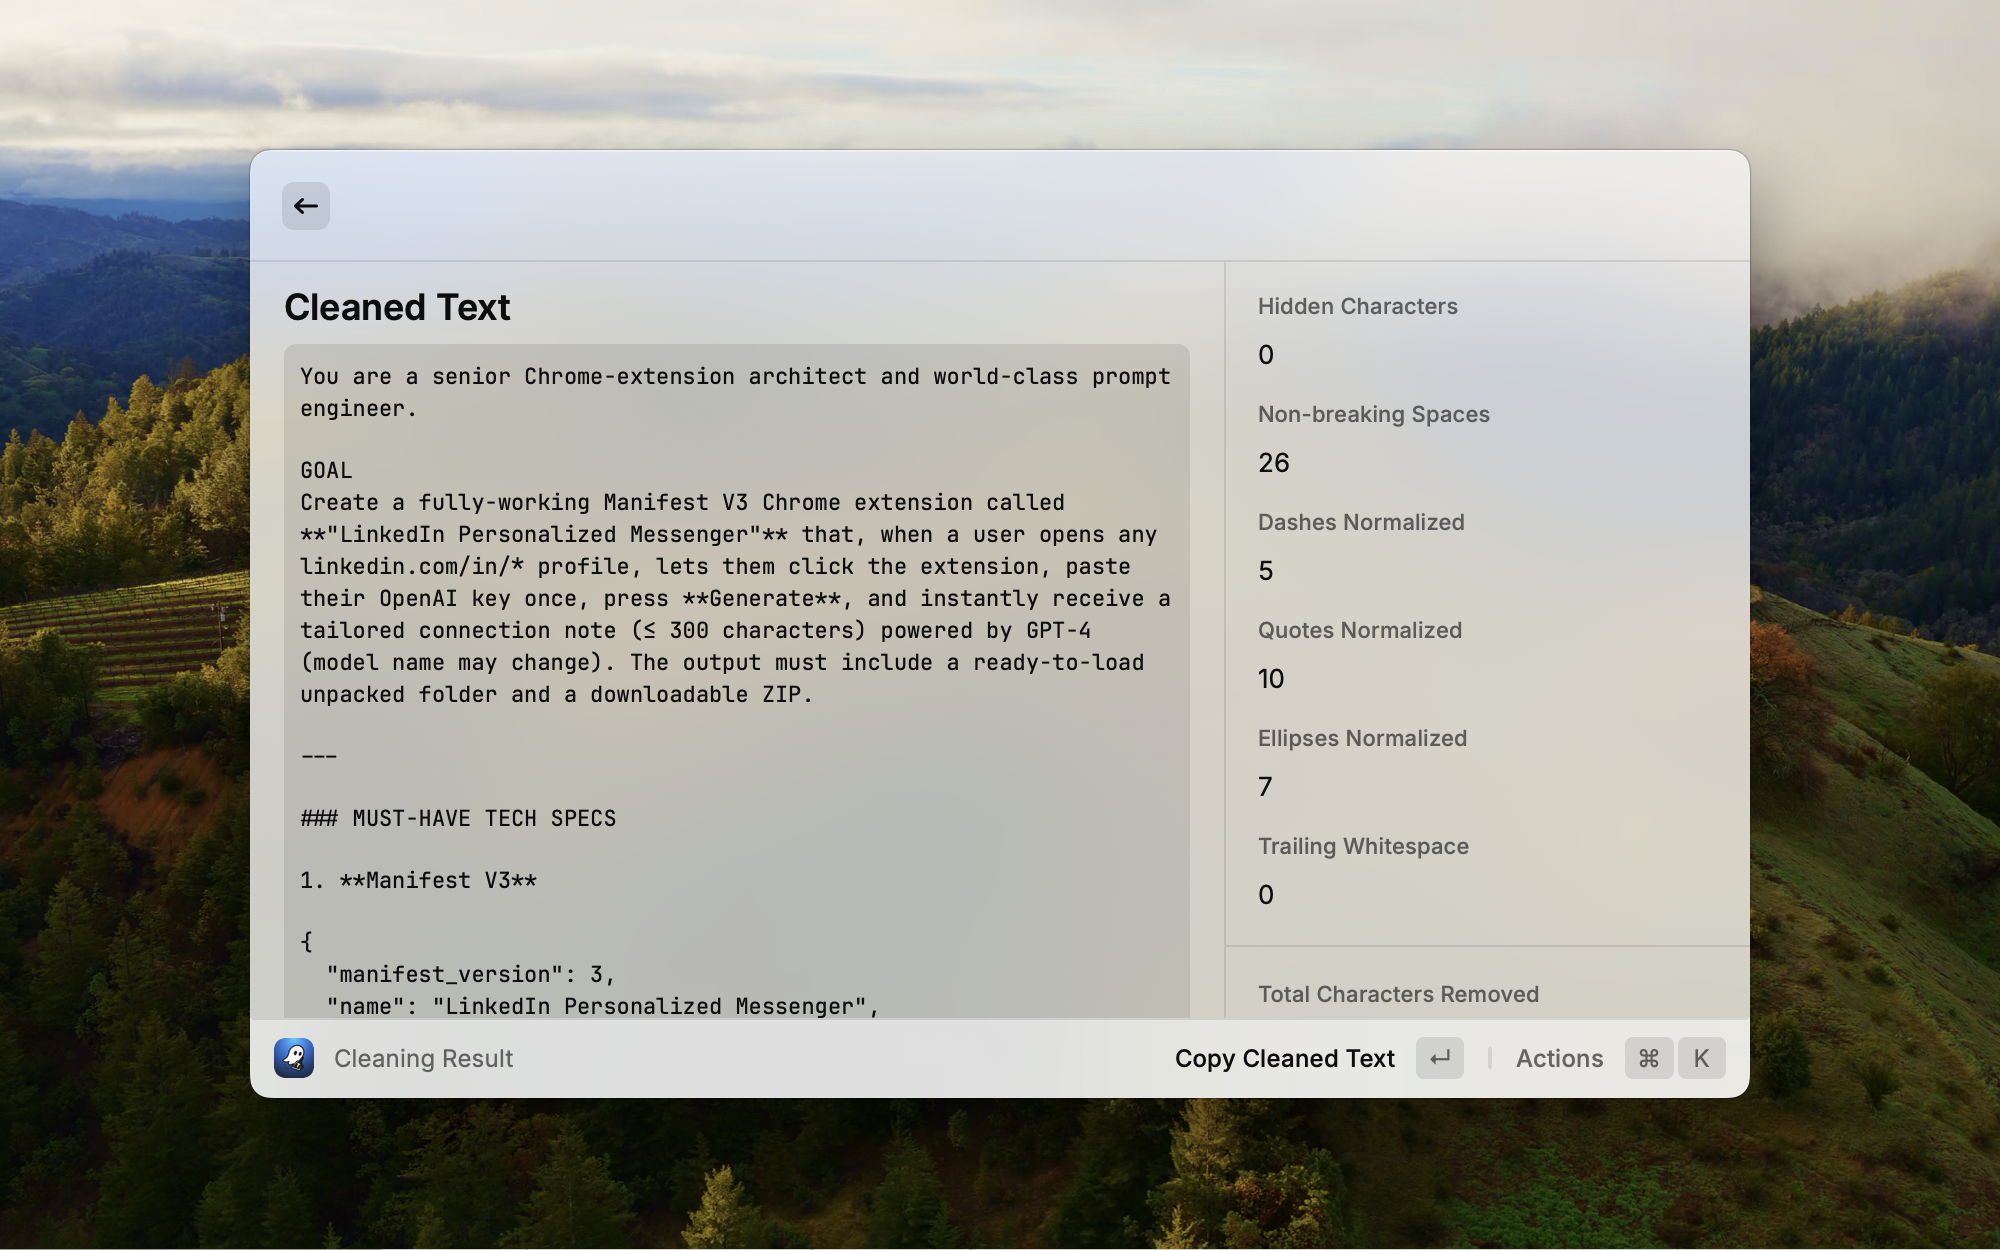 Cleaned Text
You are a senior Chrome-extension architect and world-class prompt
engineer.
GOAL
Create a fully-working Manifest V3 Chrome extension called
**"LinkedIn Personalized Messenger"** that, when a user opens any
linkedin.com/in/* profile, lets them click the extension, paste
their OpenAI key once, press **Generate**, and instantly receive a
tailored connection note (≤ 300 characters) powered by GPT-4
(model name may change). The output must include a ready-to-load
unpacked folder and a downloadable ZIP.
---
### MUST-HAVE TECH SPECS
1. **Manifest V3**
{
  "manifest_version": 3,
  "name": "LinkedIn Personalized Messenger",
Hidden Characters
0
Non-breaking Spaces
26
Dashes Normalized
5
Quotes Normalized
10
Ellipses Normalized
7
Trailing Whitespace
0
Total Characters Removed
Cleaning Result
Copy Cleaned Text ↵ Actions ⌘ K